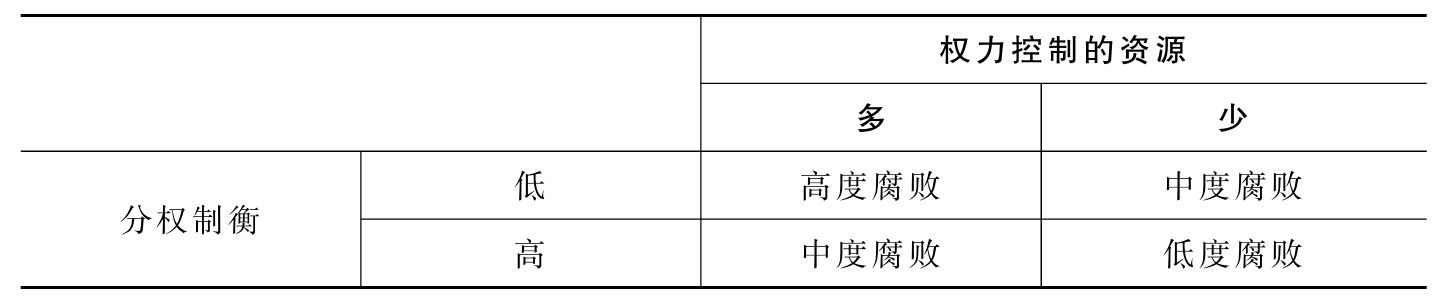 权力控制的资源
多 少
低 高度腐败 中度腐败
分权制衡
高 中度腐败 低度腐败